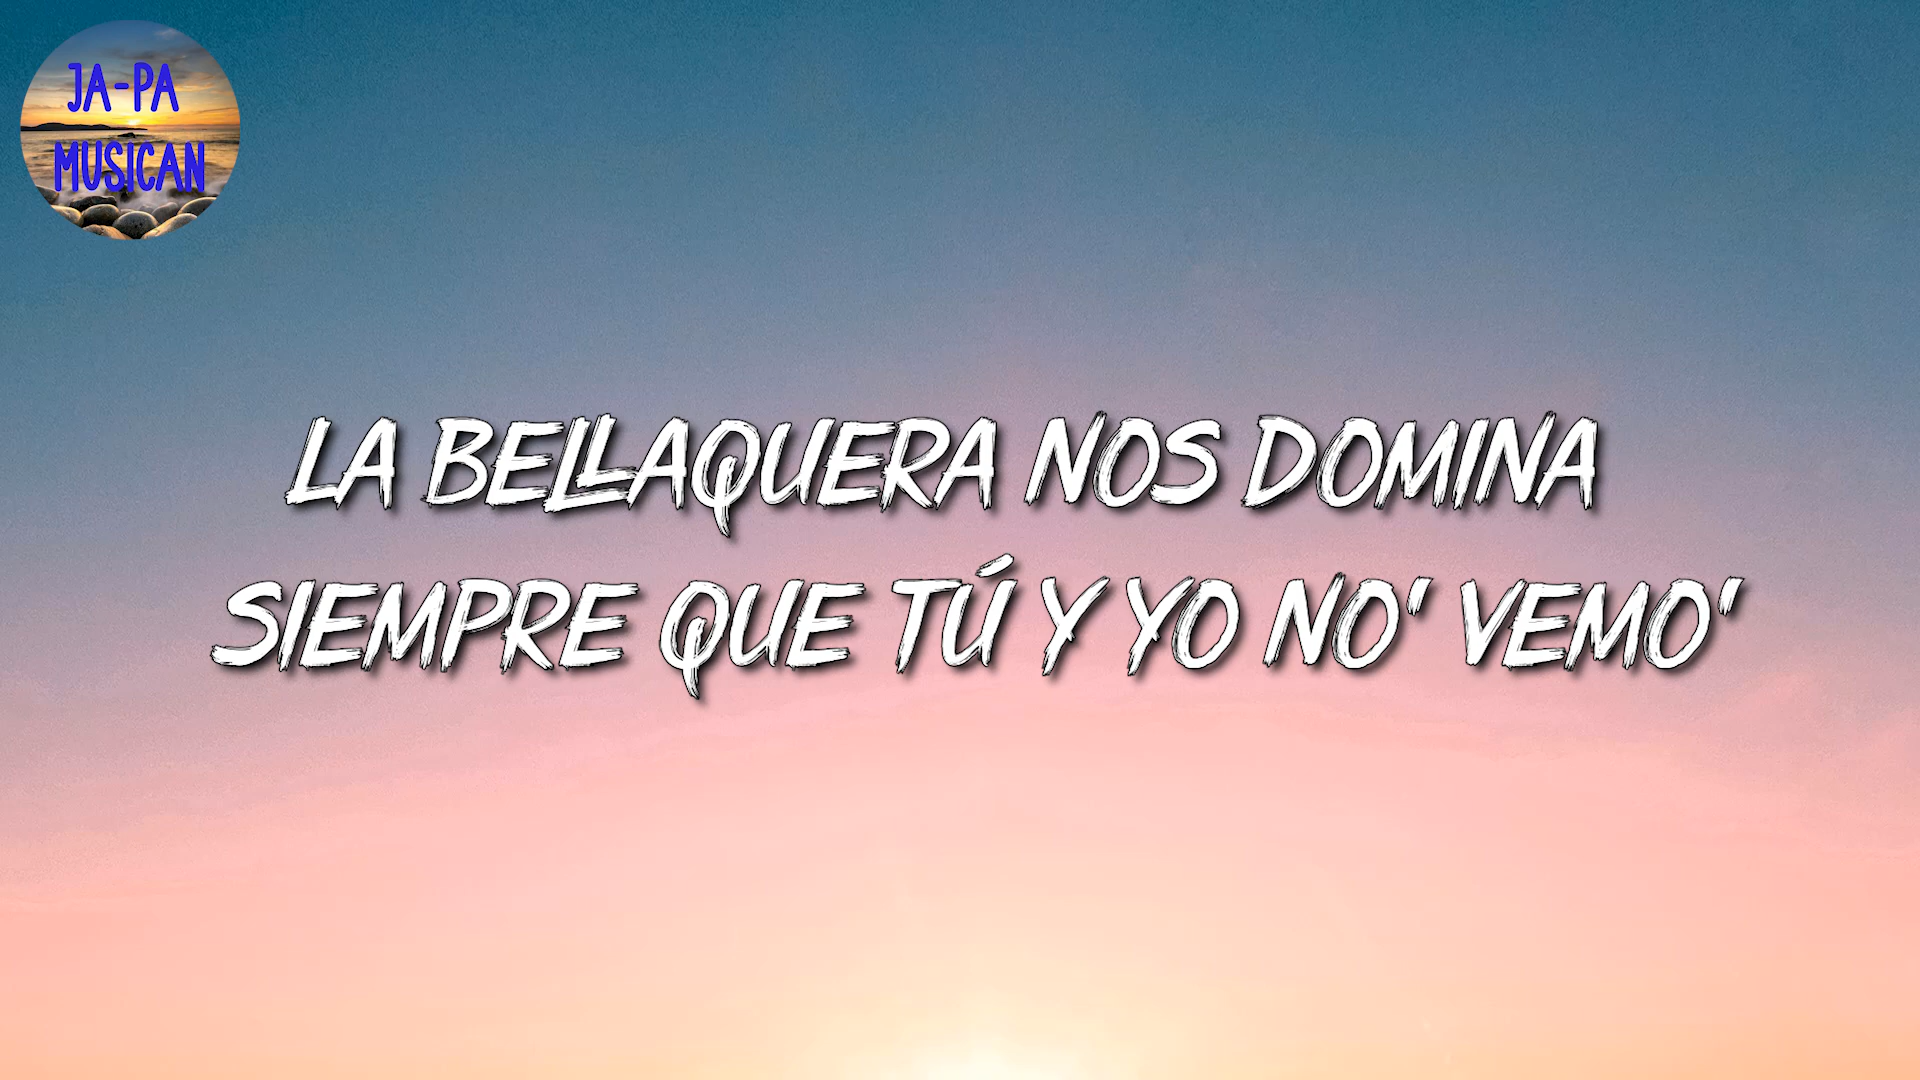 JA-PA
MUSICAN
LA BELLAQUERA NOS DOMINA
SIEMPRE QUE TÚ Y YO NO' VEMO'